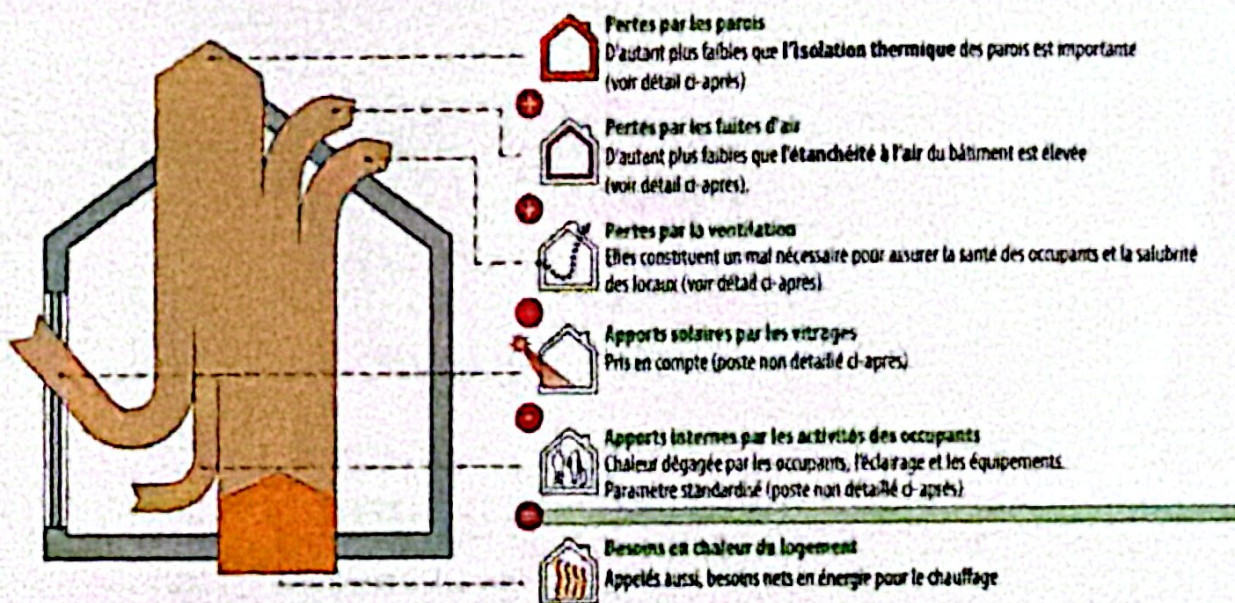 Pertes par les parois
D'autant plus faibles que l'isolation thermique des parois est importante
(voir détail ci-après)
Pertes par les fuites d'air
D'autant plus faibles que l'étanchéité à l'air du bâtiment est élevée
(voir détail ci-après).
Pertes par la ventilation
Elles constituent un mal nécessaire pour assurer la santé des occupants et la salubrité
des locaux (voir détail ci-après)
Apports solaires par les vitrages
Pris en compte (poste non détaillé ci-après)
Apports internes par les activités des occupants
Chaleur dégagée par les occupants, l'éclairage et les équipements.
Paramètre standardisé (poste non détaillé ci-après)
Besoins en chaleur du logement
Appelés aussi, besoins nets en énergie pour le chauffage